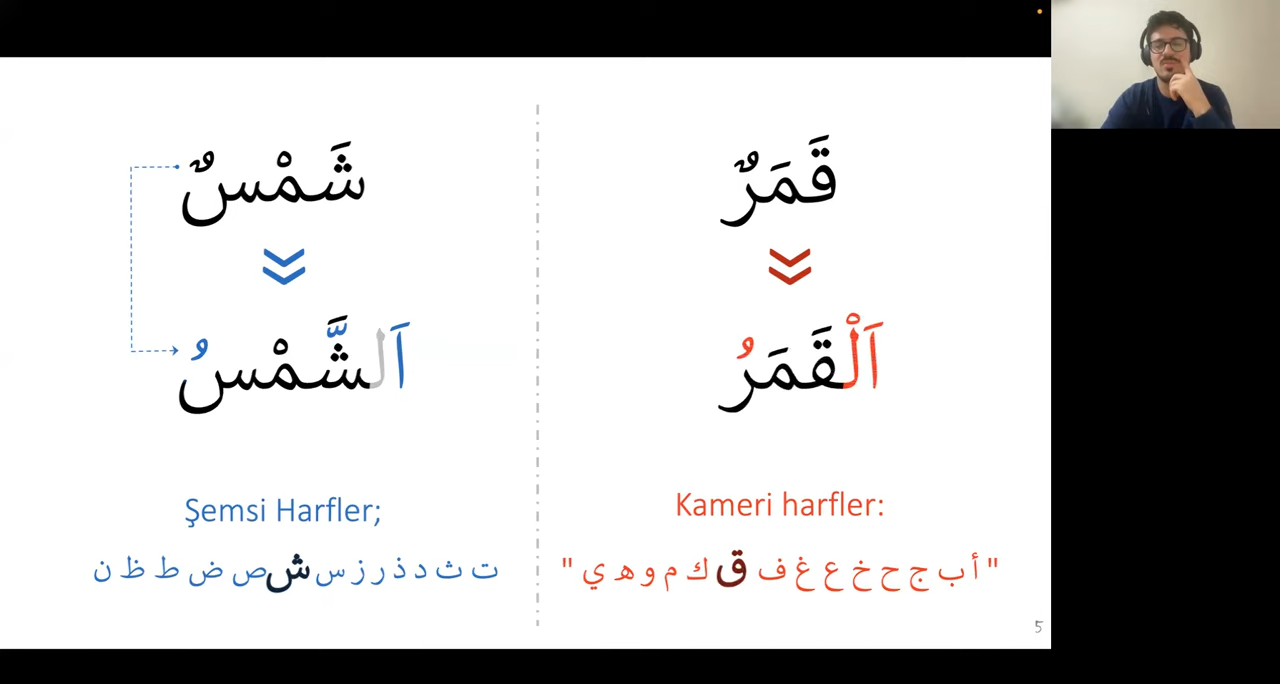 قَمَرٌ
اَلْقَمَرُ
Kameri harfler:
" أ ب ج ح خ ع غ ف ق ك م و ه ي "
شَمْسٌ
اَلشَّمْسُ
Şemsi Harfler;
ت ث د ذ ر ز س ش ص ض ط ظ ن
5